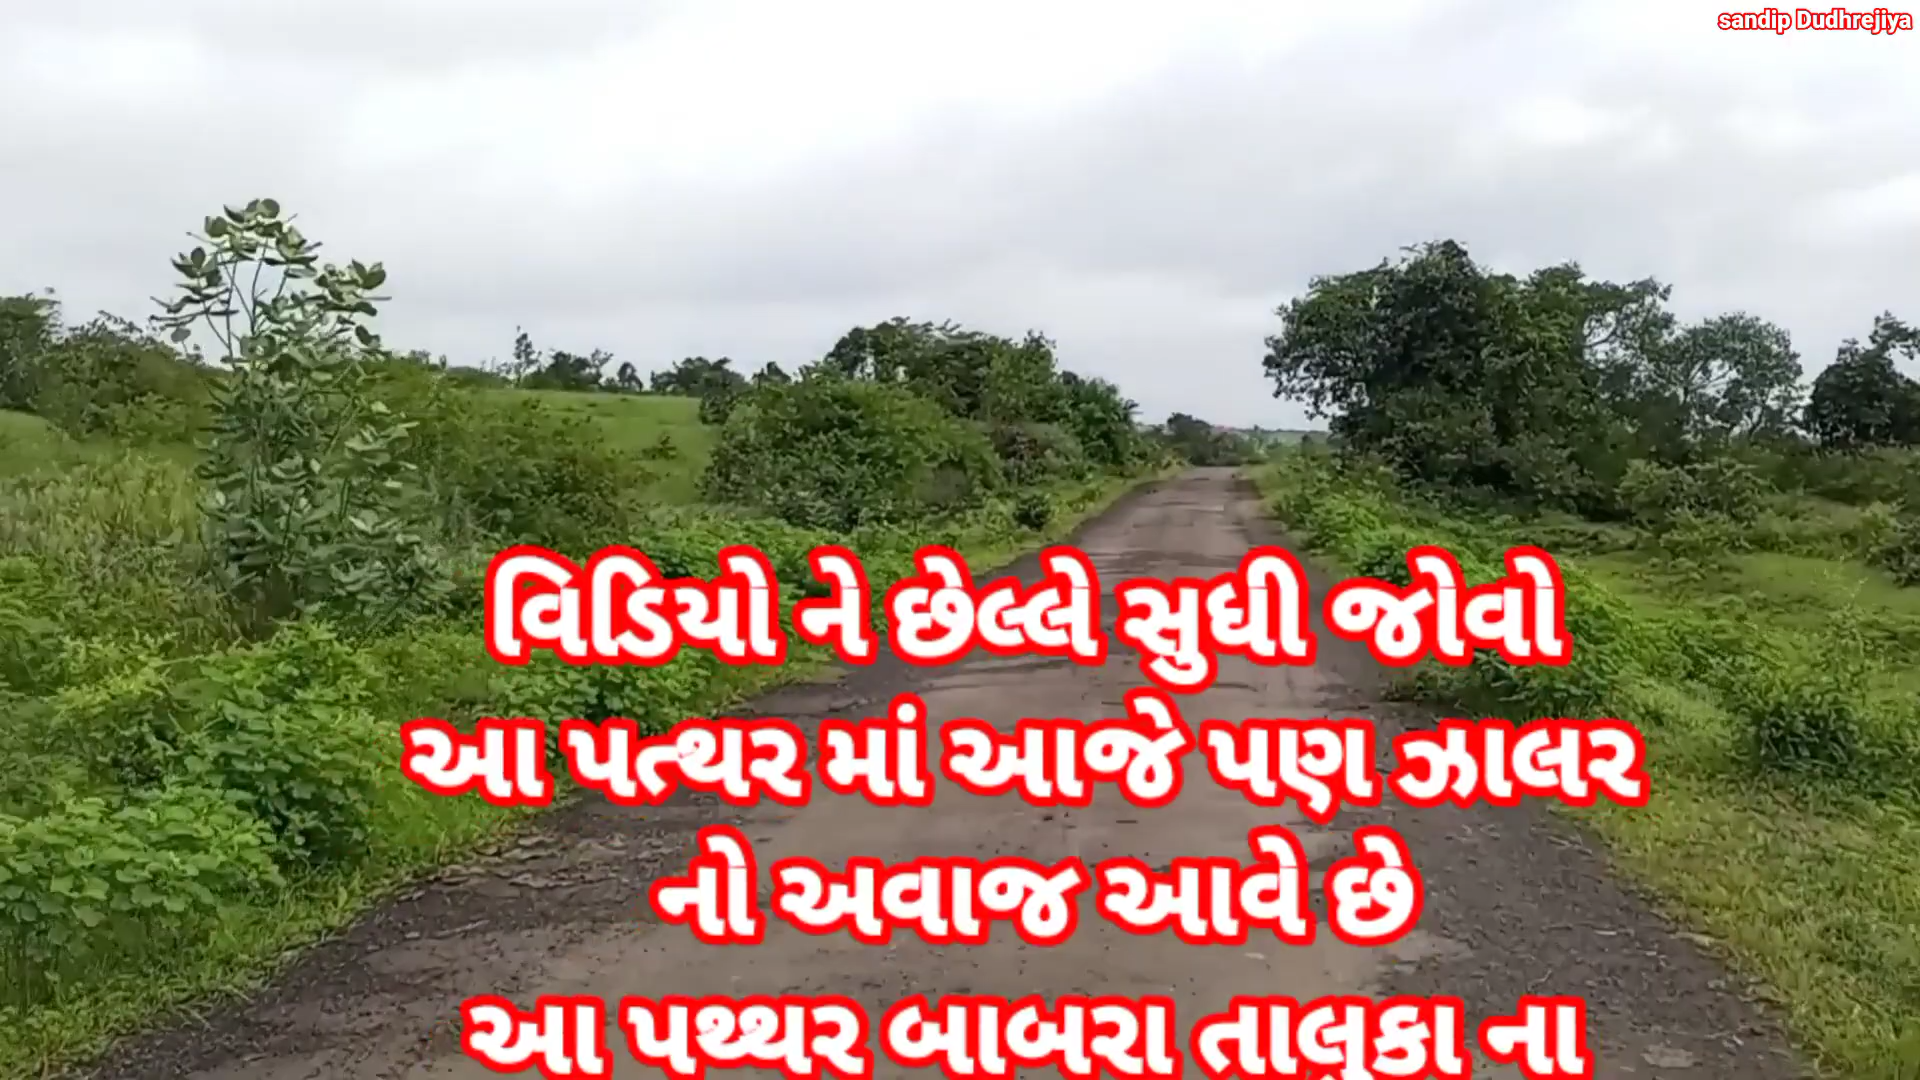 sandip Dudhrejiya
વિડિયો ને છેલ્લે સુધી જોવો
આ પત્થર માં આજે પણ ઝાલર
નો અવાજ આવે છે
આ પથ્થર બાબરા તાલુકા ના